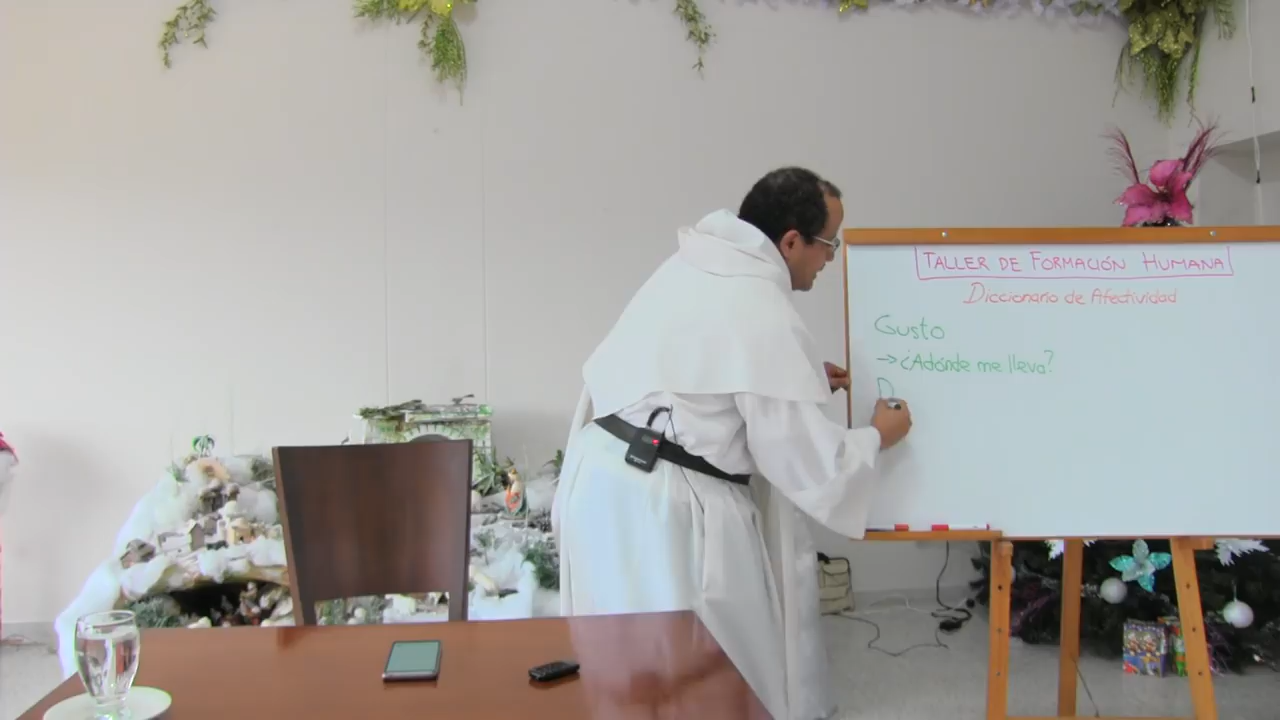 TALLER DE FORMACIÓN HUMANA
Diccionario de Afectividad
Gusto
→¿Adónde me lleva?
D